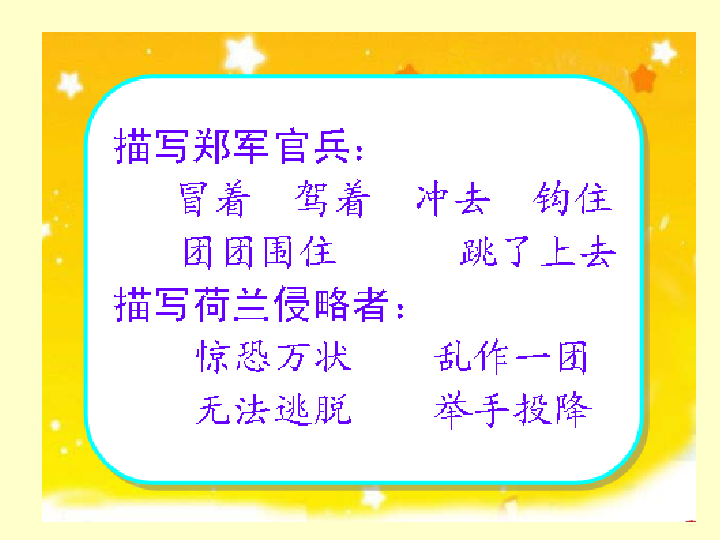 描写郑军官兵：
冒着 驾着 冲去 钩住
团团围住 跳了上去
描写荷兰侵略者：
惊恐万状 乱作一团
无法逃脱 举手投降